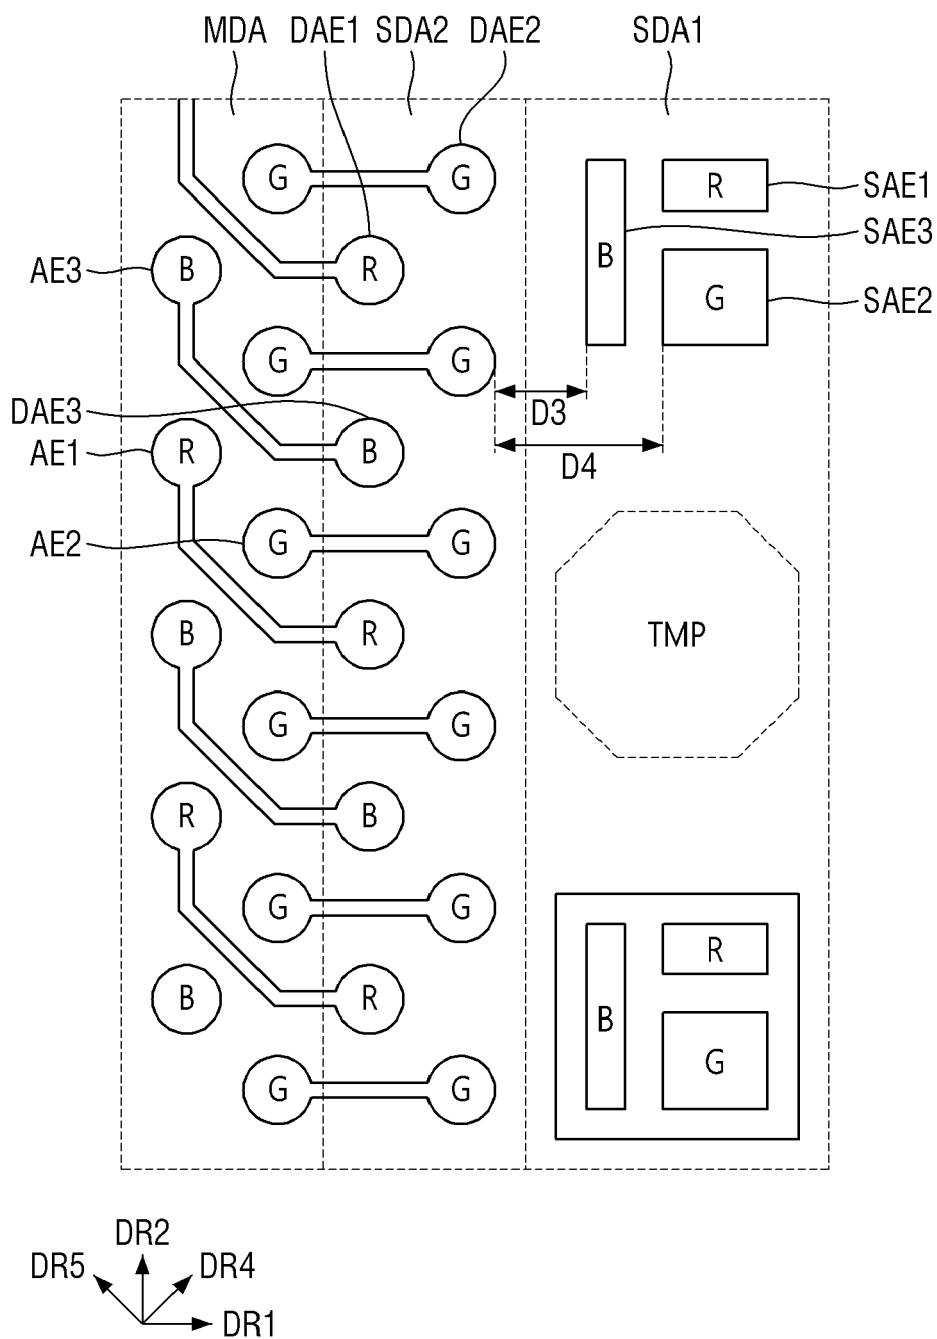 MDA DAE1 SDA2 DAE2 SDA1
G G R SAE1
B SAE3
AE3 B R
G SAE2
G G
D3
DAE3
AE1 R B
D4
AE2 G G
B R TMP
G G
R B
G G R
B R B
G
G G
DR2
DR5 DR4
DR1